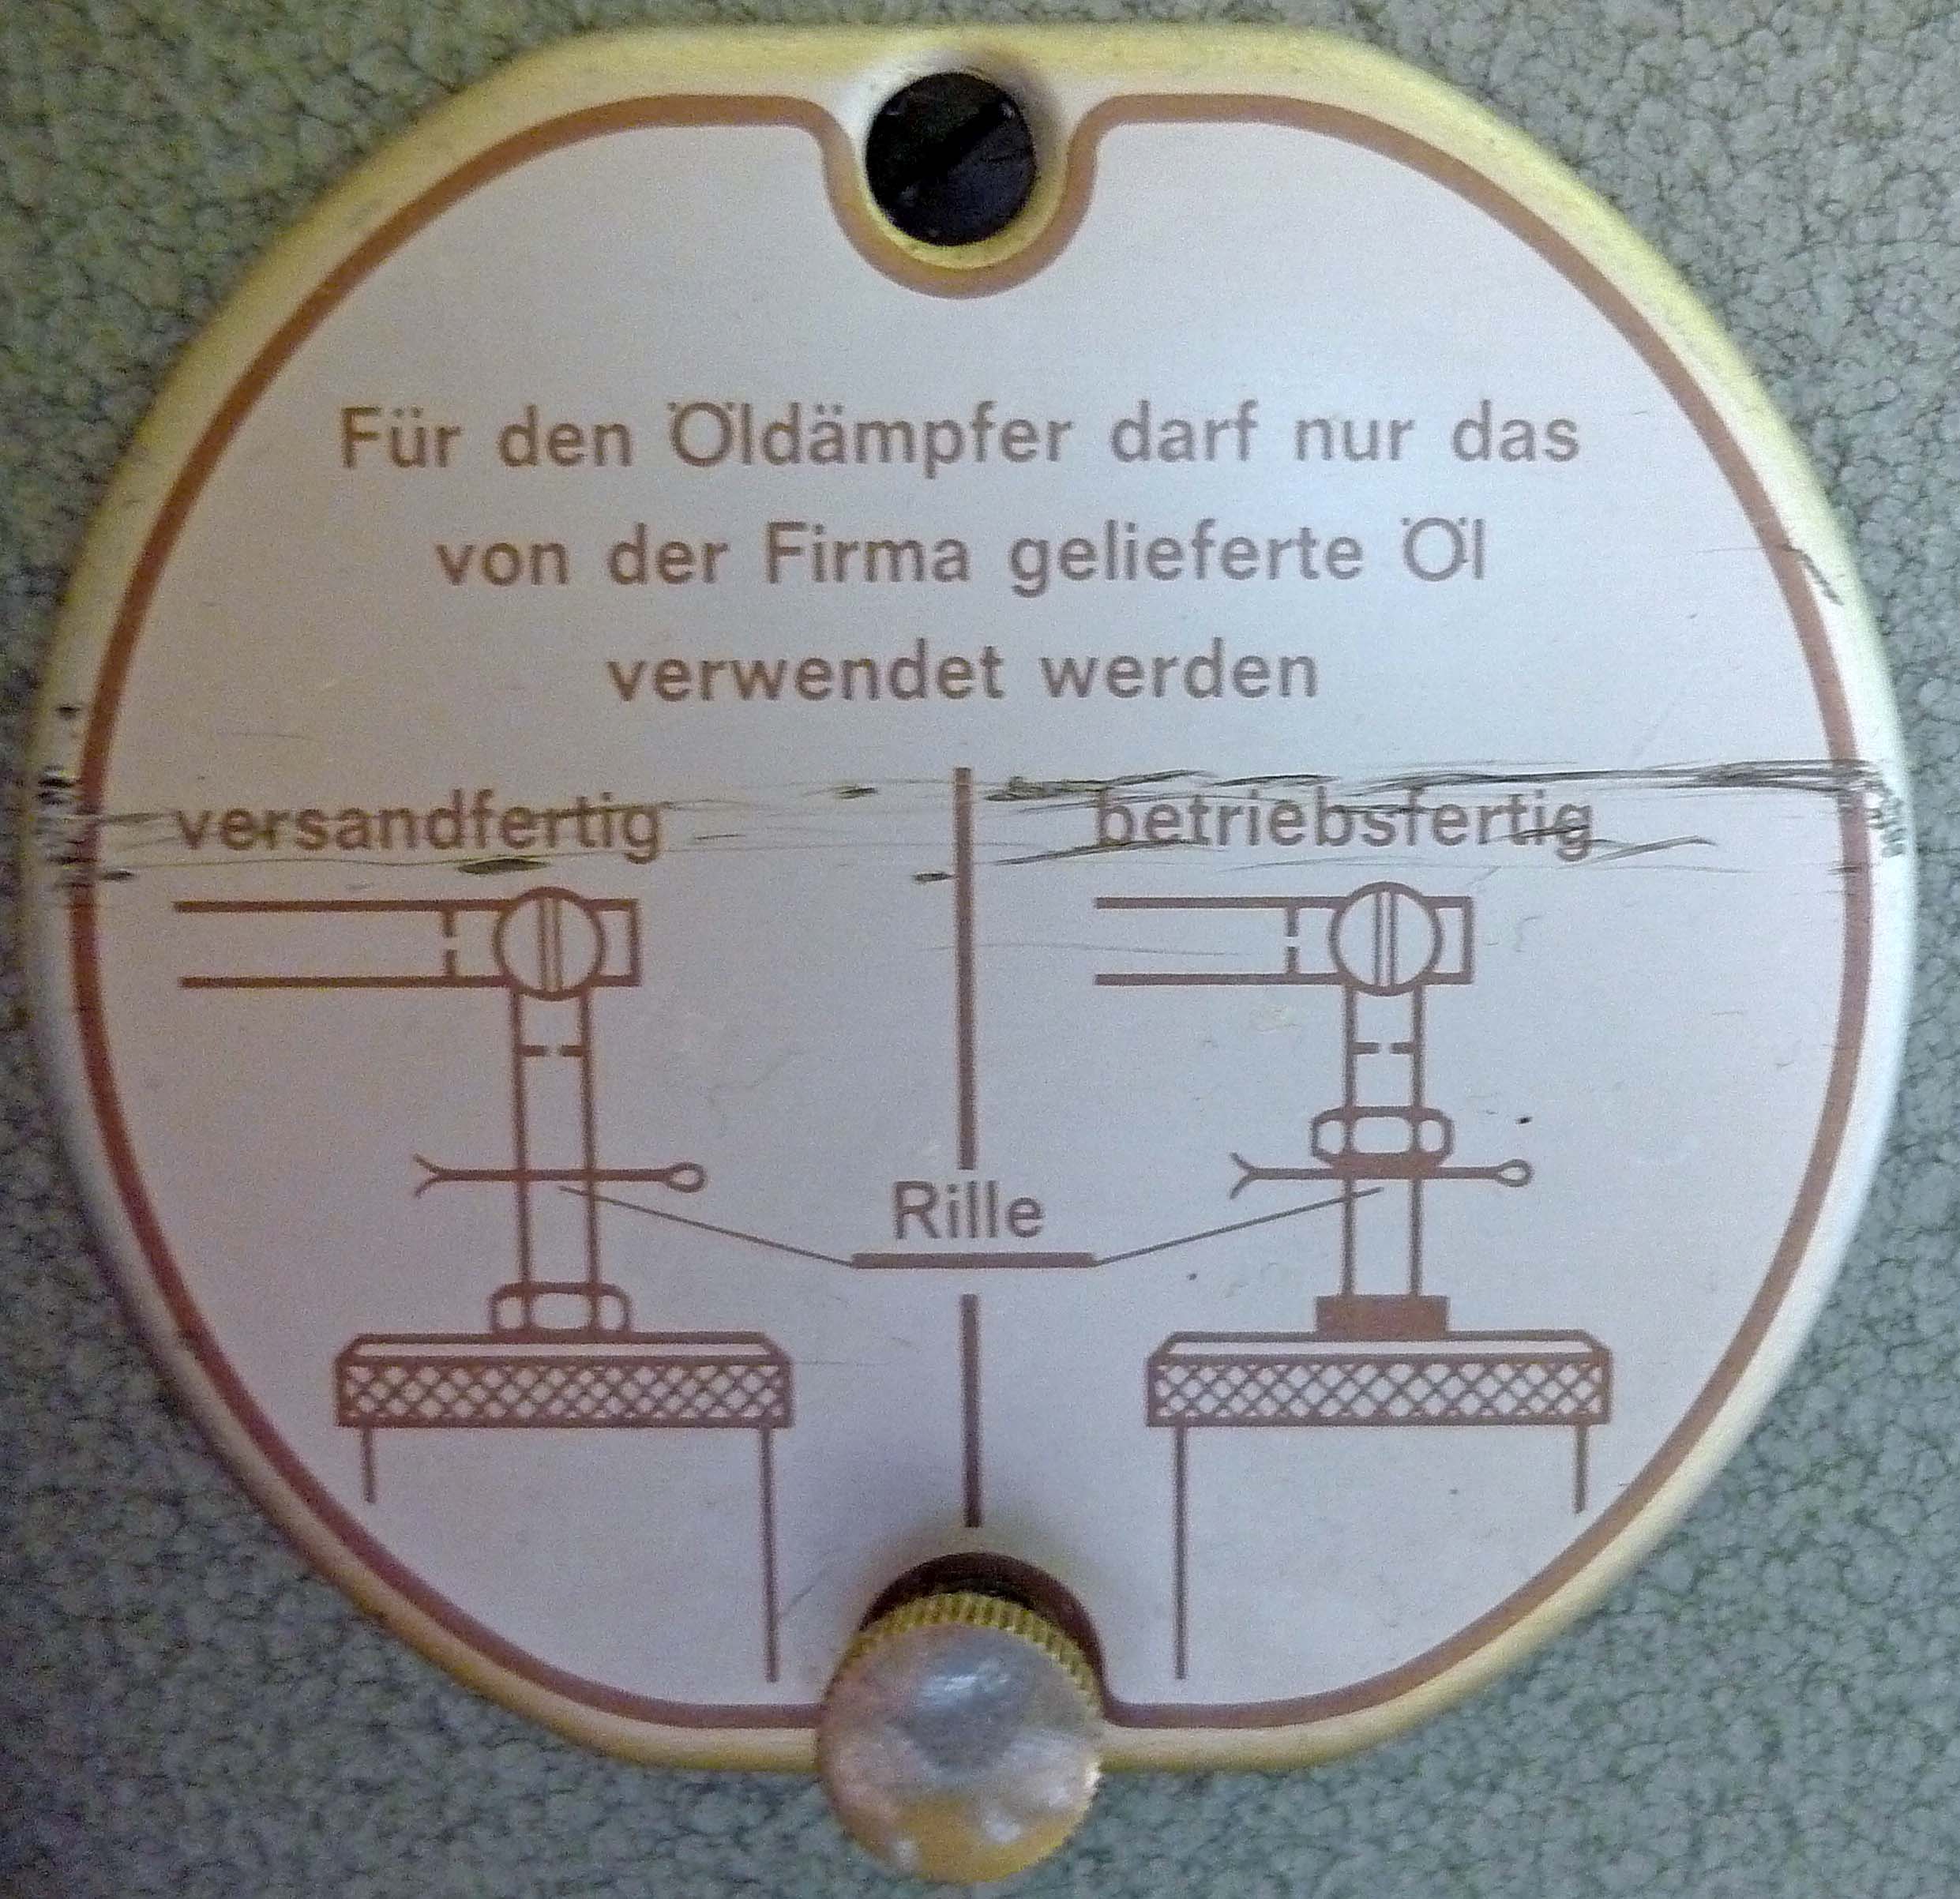 Für den Öldämpfer darf nur das
von der Firma gelieferte Öl
verwendet werden
versandfertig
betriebsfertig
Rille